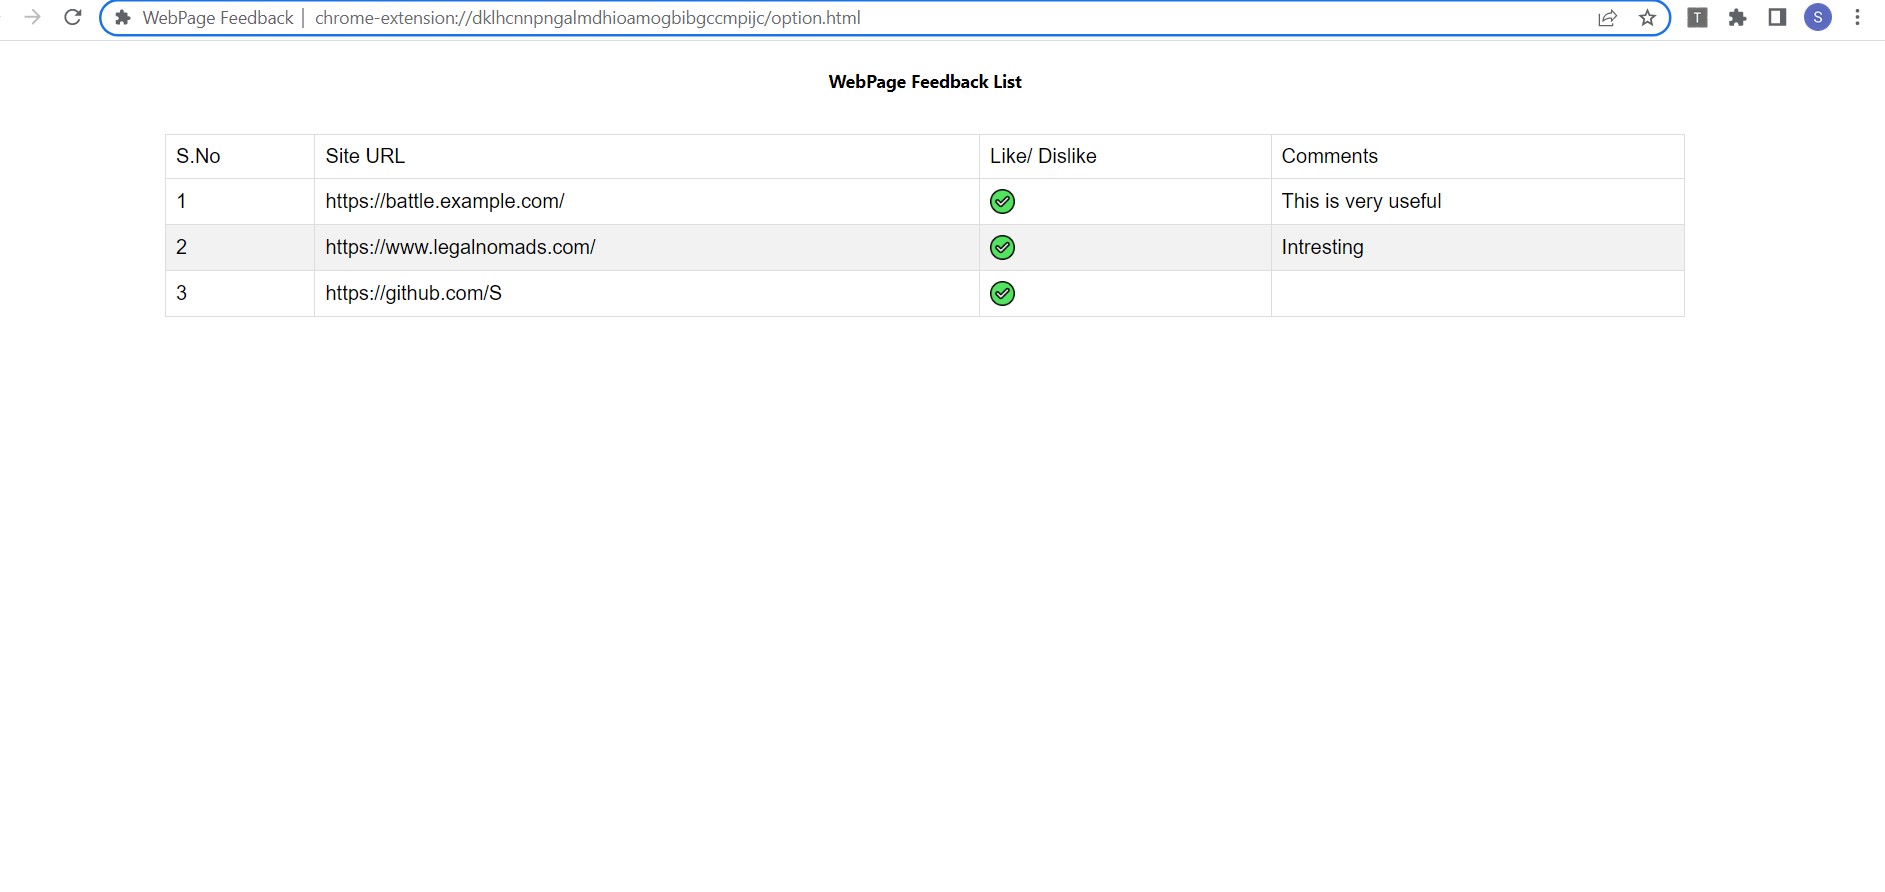 WebPage Feedback | chrome-extension://dklhcnnpngalmdhioamogbibgccmpijc/option.html T S
WebPage Feedback List
S.No Site URL Like/ Dislike Comments
1 https://battle.example.com/ This is very useful
2 https://www.legalnomads.com/ Intresting
3 https://github.com/S